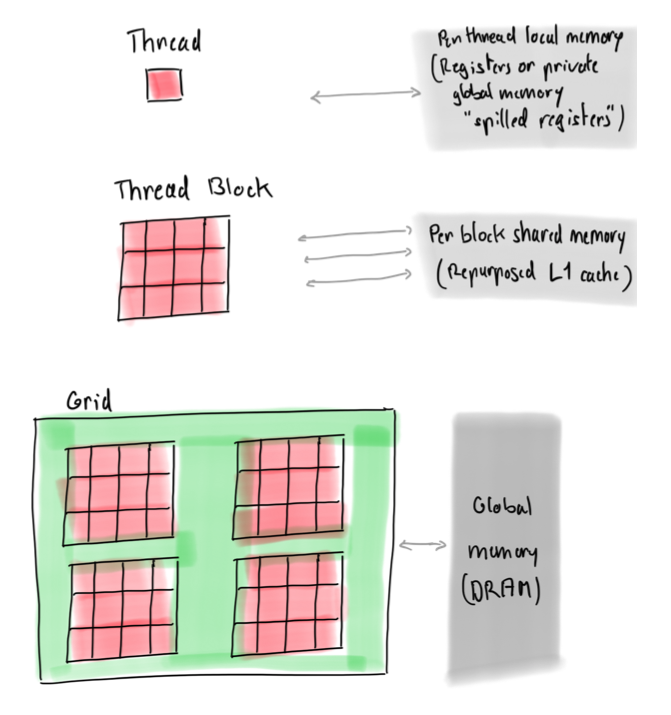 Thread
Per thread local memory
(Registers or private
global memory
"spilled registers")
Thread Block
Per block shared memory
(Repurposed L1 cache)
Grid
Global
memory
(DRAM)